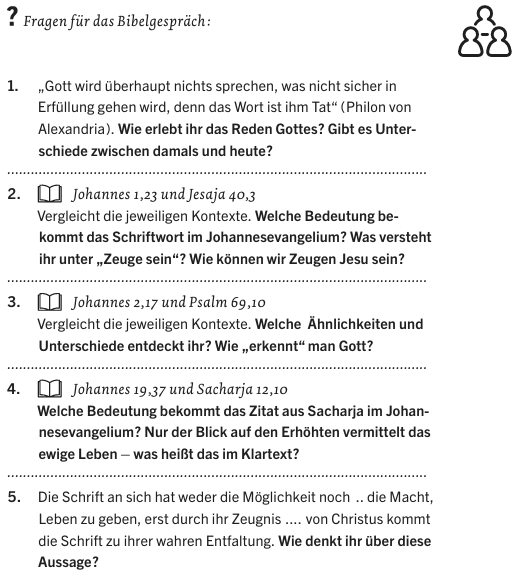 ? Fragen für das Bibelgespräch:
1. „Gott wird überhaupt nichts sprechen, was nicht sicher in
Erfüllung gehen wird, denn das Wort ist ihm Tat“ (Philon von
Alexandria). Wie erlebt ihr das Reden Gottes? Gibt es Unter-
schiede zwischen damals und heute?
2. Johannes 1,23 und Jesaja 40,3
Vergleicht die jeweiligen Kontexte. Welche Bedeutung be-
kommt das Schriftwort im Johannesevangelium? Was versteht
ihr unter „Zeuge sein“? Wie können wir Zeugen Jesu sein?
3. Johannes 2,17 und Psalm 69,10
Vergleicht die jeweiligen Kontexte. Welche Ähnlichkeiten und
Unterschiede entdeckt ihr? Wie „erkennt“ man Gott?
4. Johannes 19,37 und Sacharja 12,10
Welche Bedeutung bekommt das Zitat aus Sacharja im Johan-
nesevangelium? Nur der Blick auf den Erhöhten vermittelt das
ewige Leben – was heißt das im Klartext?
5. Die Schrift an sich hat weder die Möglichkeit noch .. die Macht,
Leben zu geben, erst durch ihr Zeugnis .... von Christus kommt
die Schrift zu ihrer wahren Entfaltung. Wie denkt ihr über diese
Aussage?